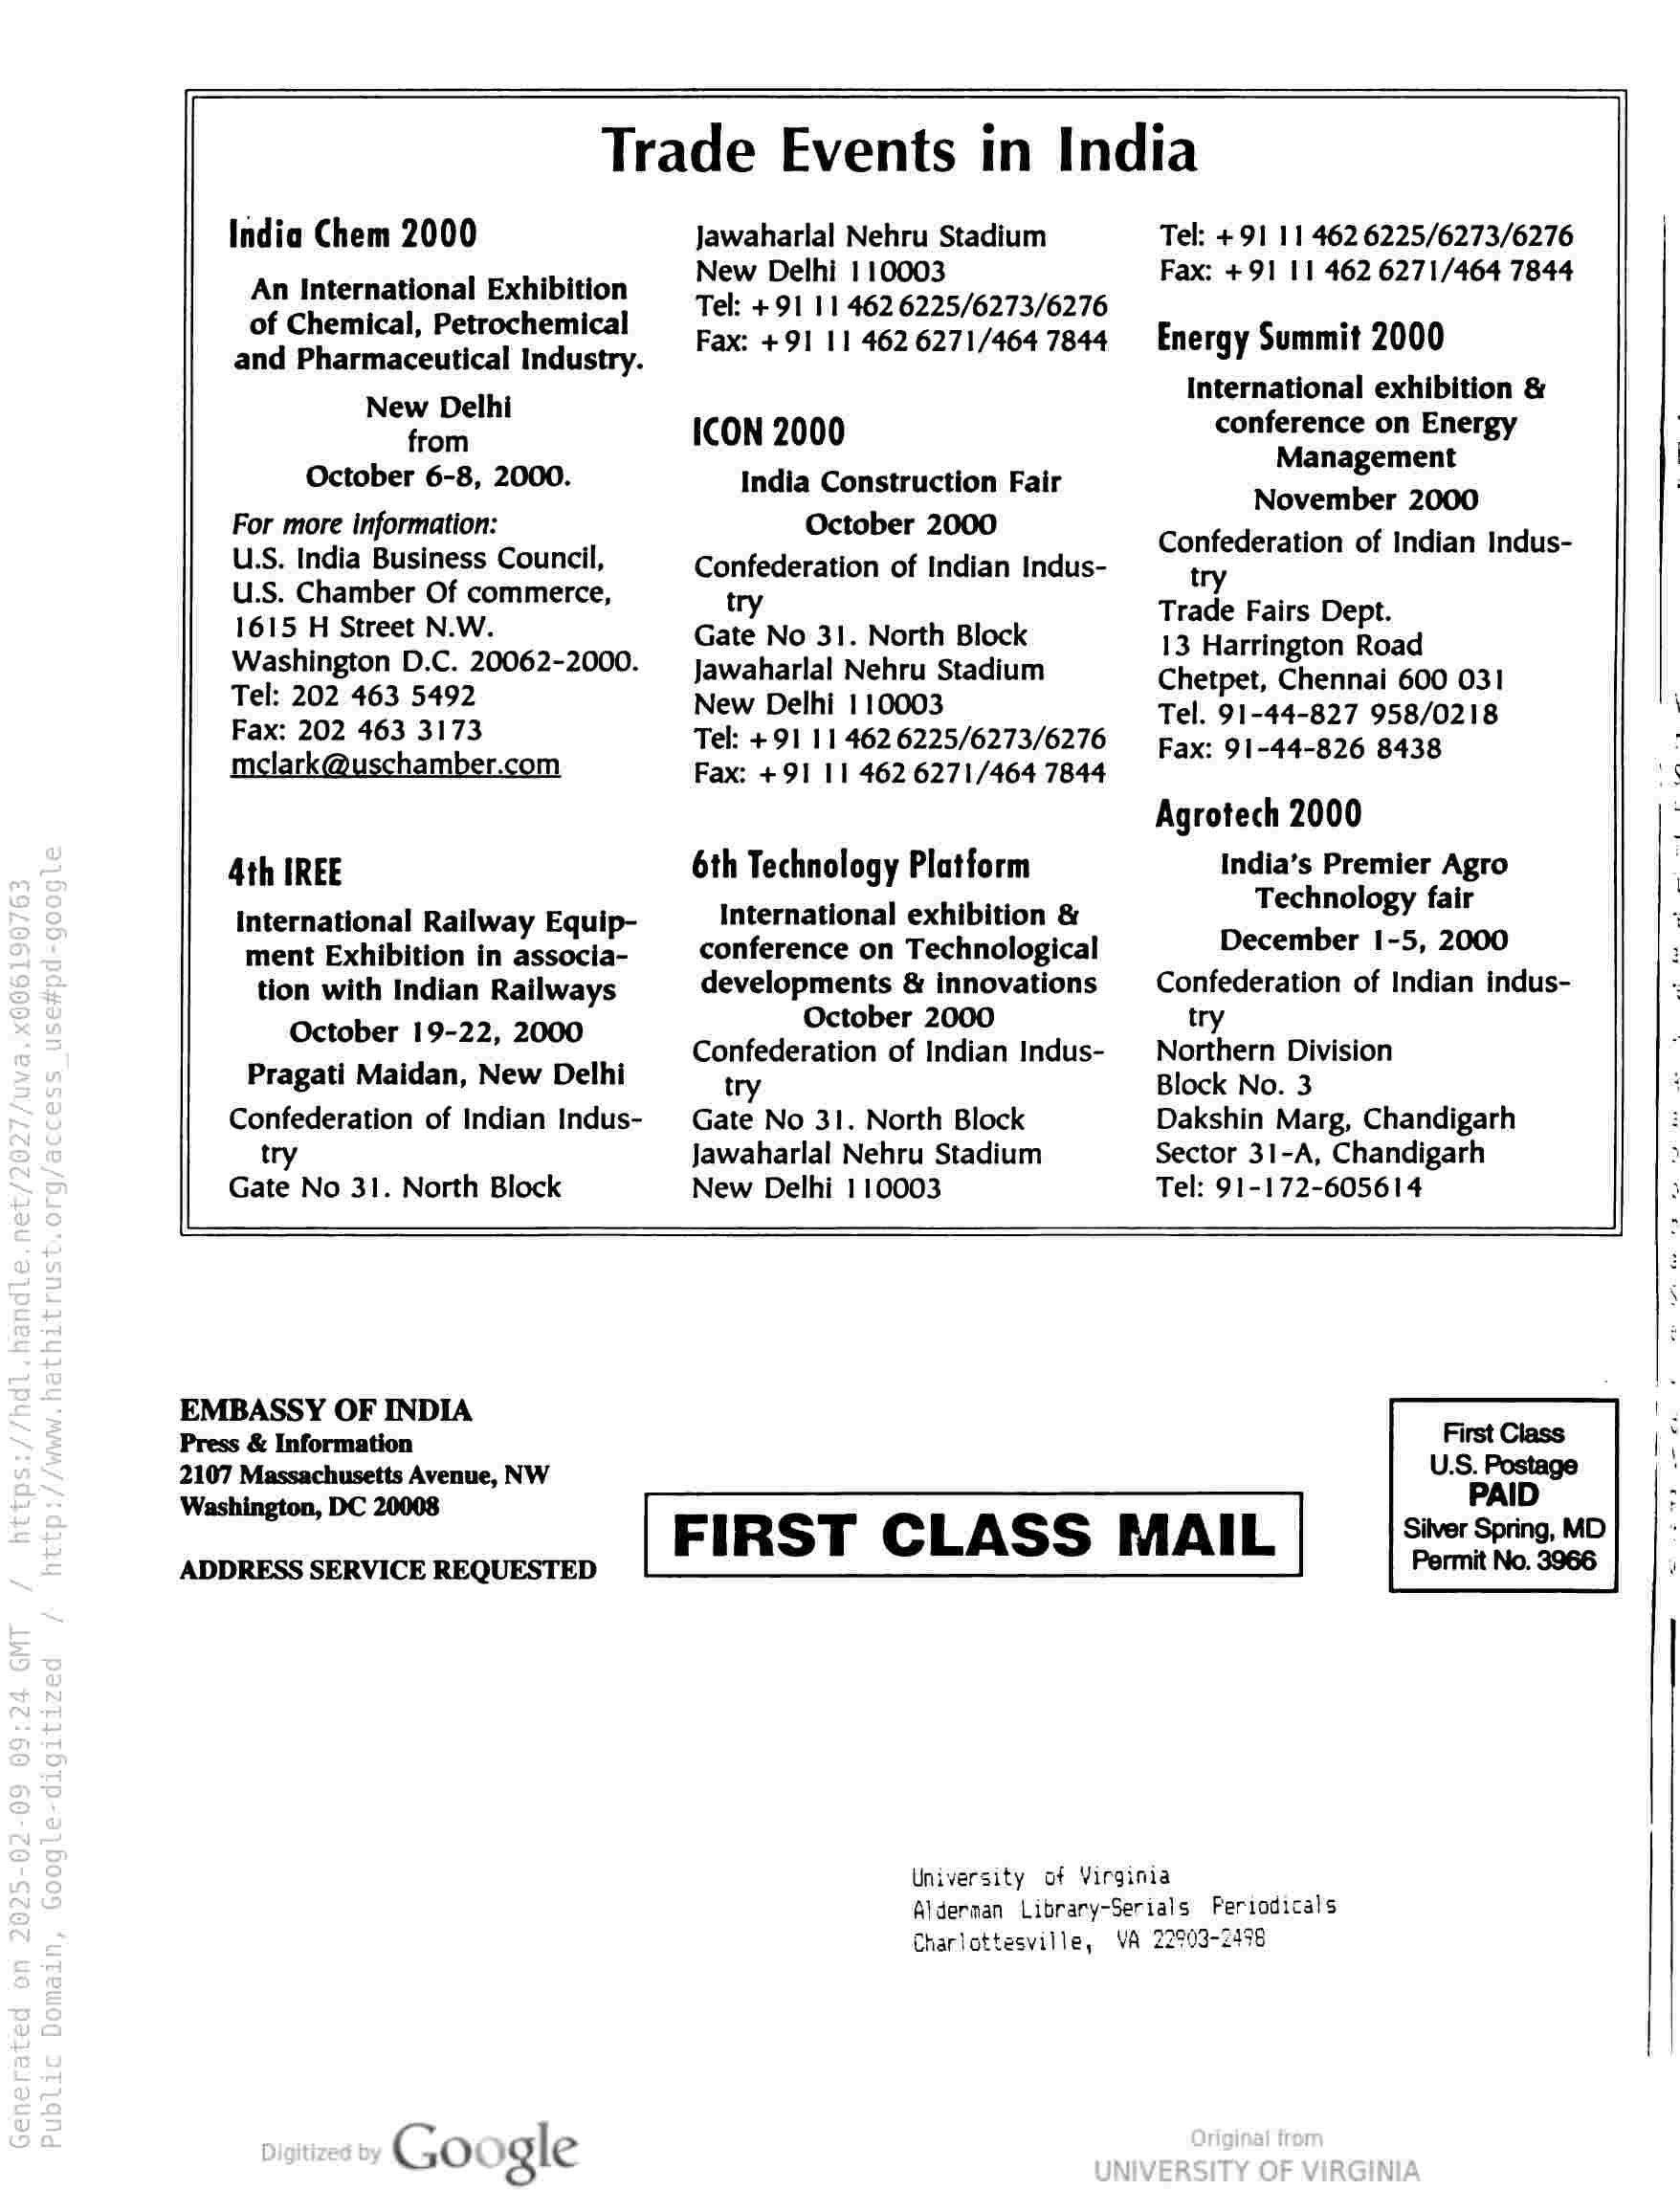 Trade Events in India
India Chem 2000
An International Exhibition
of Chemical, Petrochemical
and Pharmaceutical Industry.
New Delhi
from
October 6-8, 2000.
For more information:
U.S. India Business Council,
U.S. Chamber Of commerce,
1615 H Street N.W.
Washington D.C. 20062-2000.
Tel: 202 463 5492
Fax: 202 463 3173
mclark@uschamber.com
4th IREE
International Railway Equip-
ment Exhibition in associa-
tion with Indian Railways
October 19-22, 2000
Pragati Maidan, New Delhi
Confederation of Indian Indus-
try
Gate No 31. North Block
Jawaharlal Nehru Stadium
New Delhi 110003
Tel: +91 11 462 6225/6273/6276
Fax: +91 11 462 6271/464 7844
ICON 2000
India Construction Fair
October 2000
Confederation of Indian Indus-
try
Gate No 31. North Block
Jawaharlal Nehru Stadium
New Delhi 110003
Tel: +91 11 462 6225/6273/6276
Fax: +91 11 462 6271/464 7844
6th Technology Platform
International exhibition &
conference on Technological
developments & innovations
October 2000
Confederation of Indian Indus-
try
Gate No 31. North Block
Jawaharlal Nehru Stadium
New Delhi 110003
Tel: +91 11 462 6225/6273/6276
Fax: +91 11 462 6271/464 7844
Energy Summit 2000
International exhibition &
conference on Energy
Management
November 2000
Confederation of Indian Indus-
try
Trade Fairs Dept.
13 Harrington Road
Chetpet, Chennai 600 031
Tel. 91-44-827 958/0218
Fax: 91-44-826 8438
Agrotech 2000
India's Premier Agro
Technology fair
December 1-5, 2000
Confederation of Indian indus-
try
Northern Division
Block No. 3
Dakshin Marg, Chandigarh
Sector 31-A, Chandigarh
Tel: 91-172-605614
EMBASSY OF INDIA
Press & Information
2107 Massachusetts Avenue, NW
Washington, DC 20008
ADDRESS SERVICE REQUESTED
FIRST CLASS MAIL
First Class
U.S. Postage
PAID
Silver Spring, MD
Permit No. 3966
University of Virginia
Alderman Library-Serials Periodicals
Charlottesville, VA 22903-2498
Generated on 2025-02-09 09:24 GMT / https://hdl.handle.net/2027/uva.x006190763
Public Domain, Google-digitized / http://www.hathitrust.org/access_use#pd-google
Digitized by Google
Original from
UNIVERSITY OF VIRGINIA